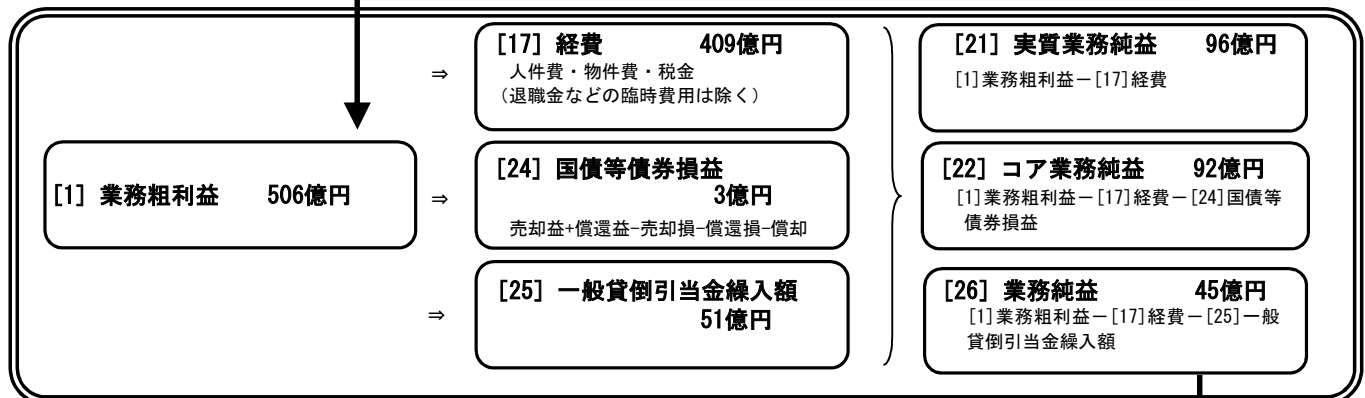 [1] 業務粗利益 506億円
⇒
[17] 経費 409億円
人件費・物件費・税金
(退職金などの臨時費用は除く)
⇒
[24] 国債等債券損益
3億円
売却益+償還益-売却損-償還損-償却
⇒
[25] 一般貸倒引当金繰入額
51億円
[21] 実質業務純益 96億円
[1]業務粗利益-[17]経費
[22] コア業務純益 92億円
[1]業務粗利益-[17]経費-[24]国債等
債券損益
[26] 業務純益 45億円
[1]業務粗利益-[17]経費-[25]一般
貸倒引当金繰入額